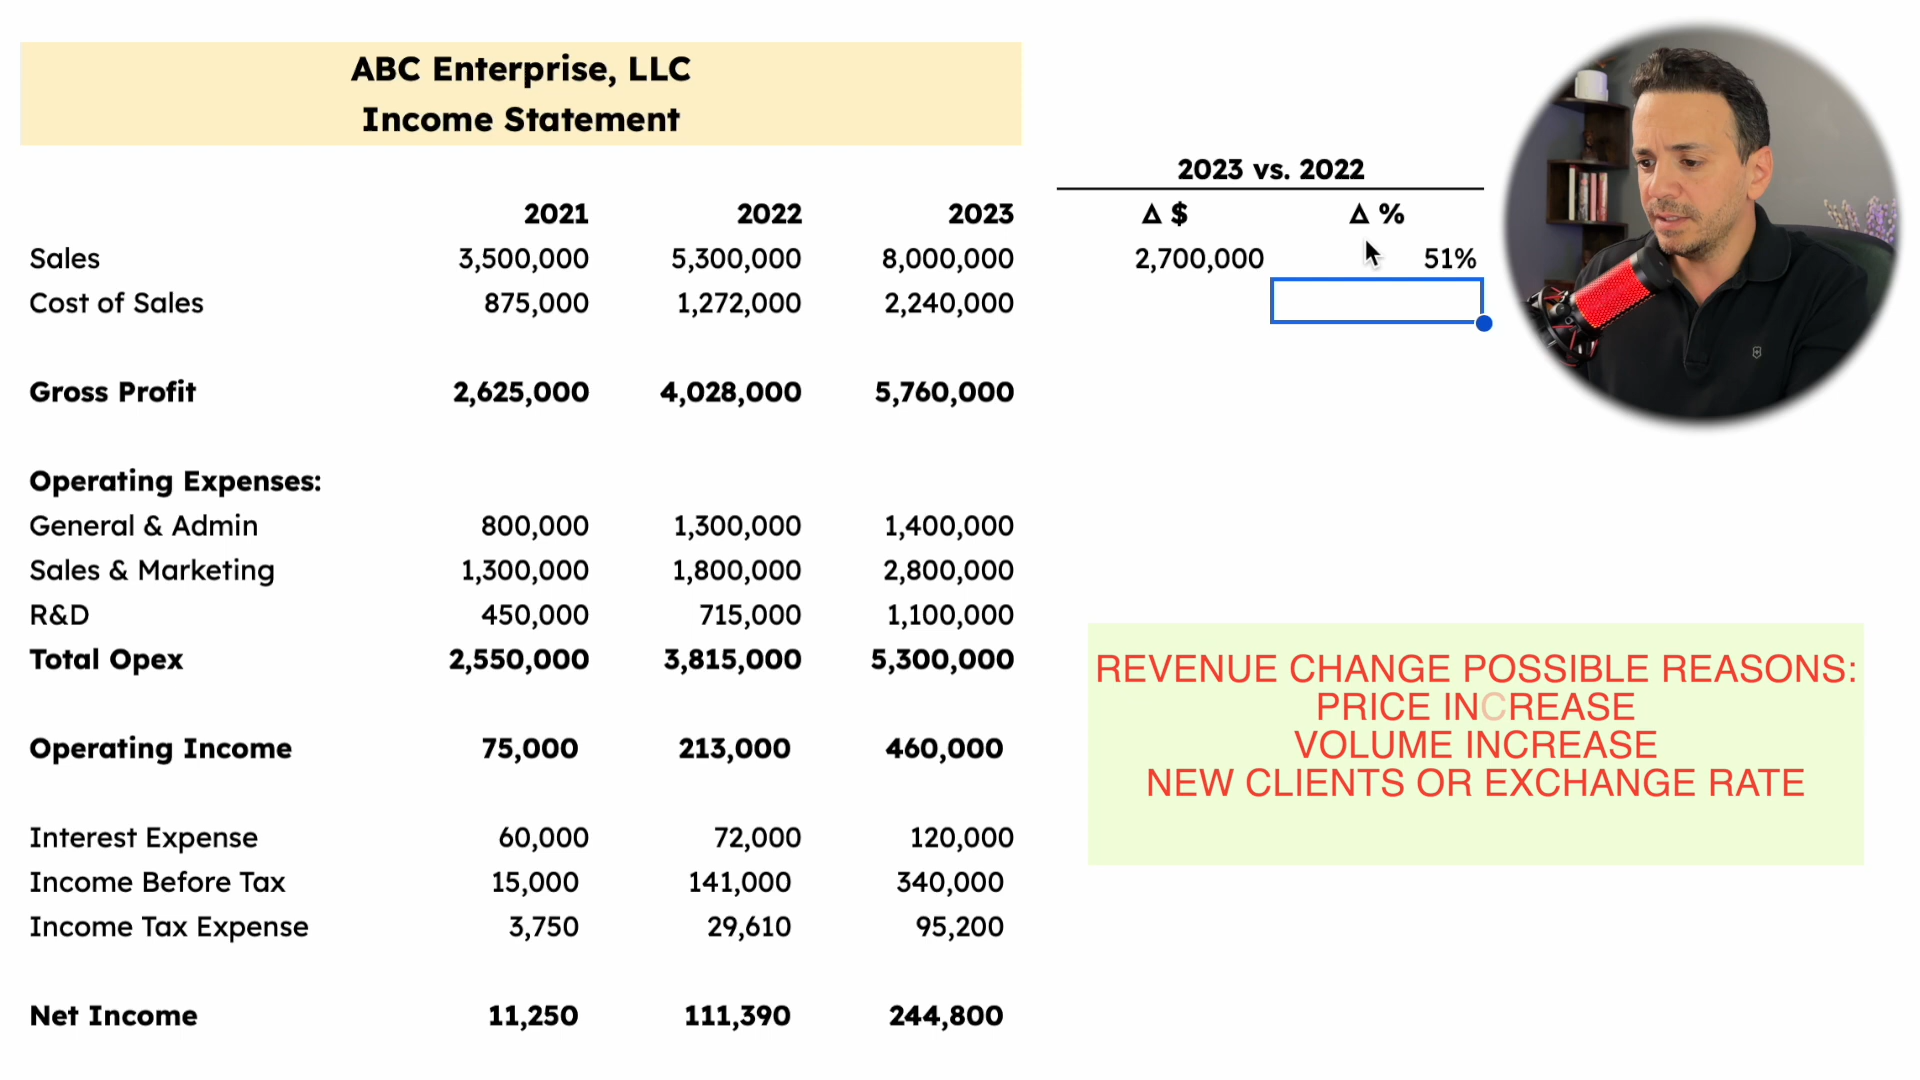 ABC Enterprise, LLC
Income Statement
2023 vs. 2022
2021 2022 2023 Δ $ Δ %
Sales 3,500,000 5,300,000 8,000,000 2,700,000 51%
Cost of Sales 875,000 1,272,000 2,240,000
Gross Profit 2,625,000 4,028,000 5,760,000
Operating Expenses:
General & Admin 800,000 1,300,000 1,400,000
Sales & Marketing 1,300,000 1,800,000 2,800,000
R&D 450,000 715,000 1,100,000
Total Opex 2,550,000 3,815,000 5,300,000
Operating Income 75,000 213,000 460,000
Interest Expense 60,000 72,000 120,000
Income Before Tax 15,000 141,000 340,000
Income Tax Expense 3,750 29,610 95,200
Net Income 11,250 111,390 244,800
REVENUE CHANGE POSSIBLE REASONS:
PRICE INCREASE
VOLUME INCREASE
NEW CLIENTS OR EXCHANGE RATE